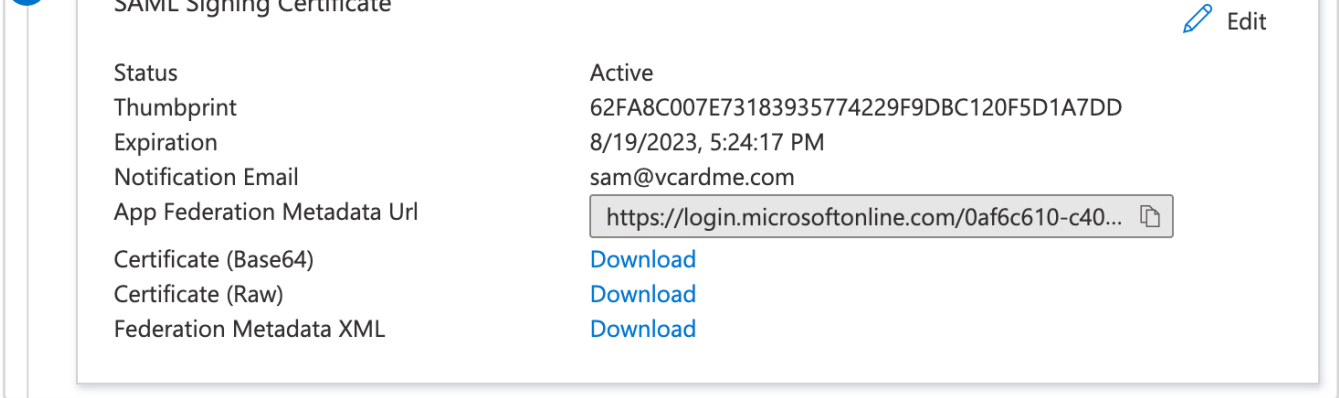 SAML Signing Certificate
Edit
Status Active
Thumbprint 62FA8C007E73183935774229F9DBC120F5D1A7DD
Expiration 8/19/2023, 5:24:17 PM
Notification Email sam@vcardme.com
App Federation Metadata Url https://login.microsoftonline.com/0af6c610-c40...
Certificate (Base64) Download
Certificate (Raw) Download
Federation Metadata XML Download